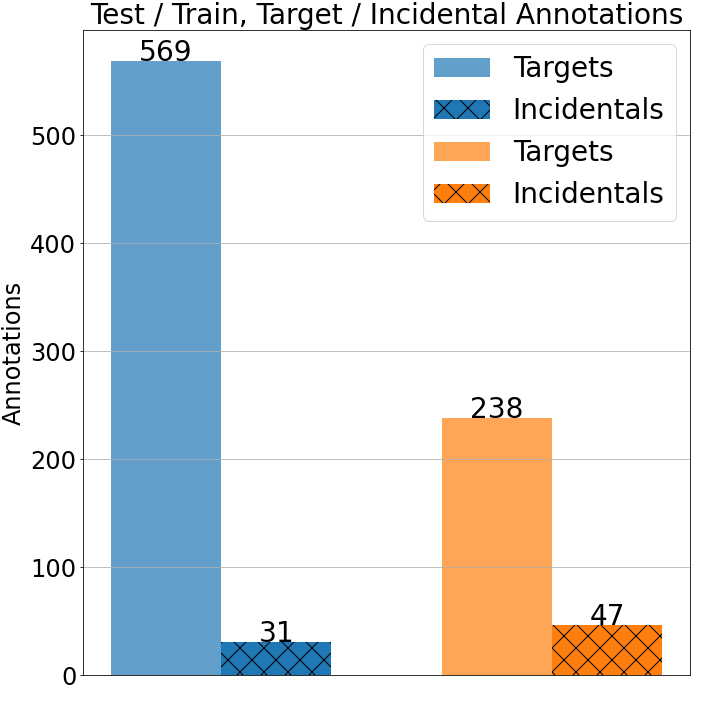 Test / Train, Target / Incidental Annotations
569
Targets
Incidentals
Targets
Incidentals
500
400
300
238
200
100
47
31
0
Annotations